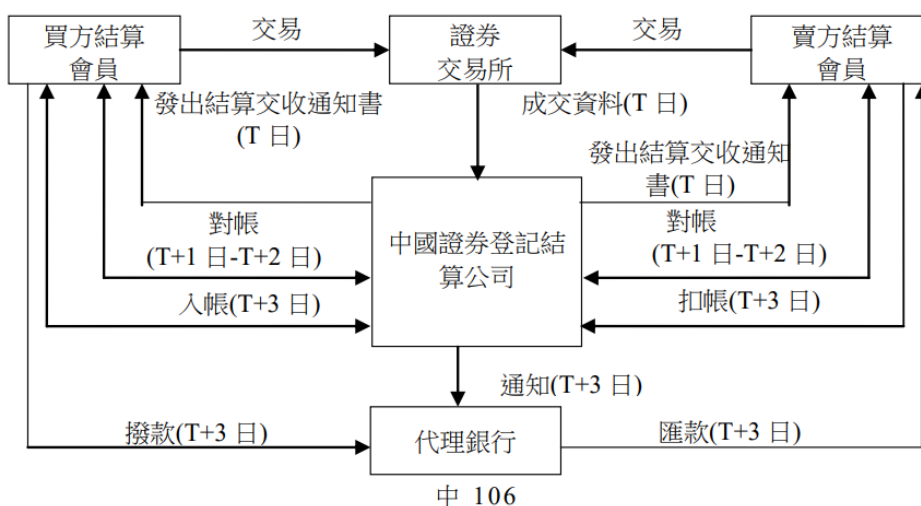 買方結算
會員
交易
證券
交易所
交易
賣方結算
會員
發出結算交收通知書
(T 日)
成交資料(T 日)
發出結算交收通知
書(T 日)
對帳
(T+1 日-T+2 日)
中國證券登記結
算公司
對帳
(T+1 日-T+2 日)
入帳(T+3 日)
扣帳(T+3 日)
通知(T+3 日)
撥款(T+3 日)
代理銀行
匯款(T+3 日)
中 106